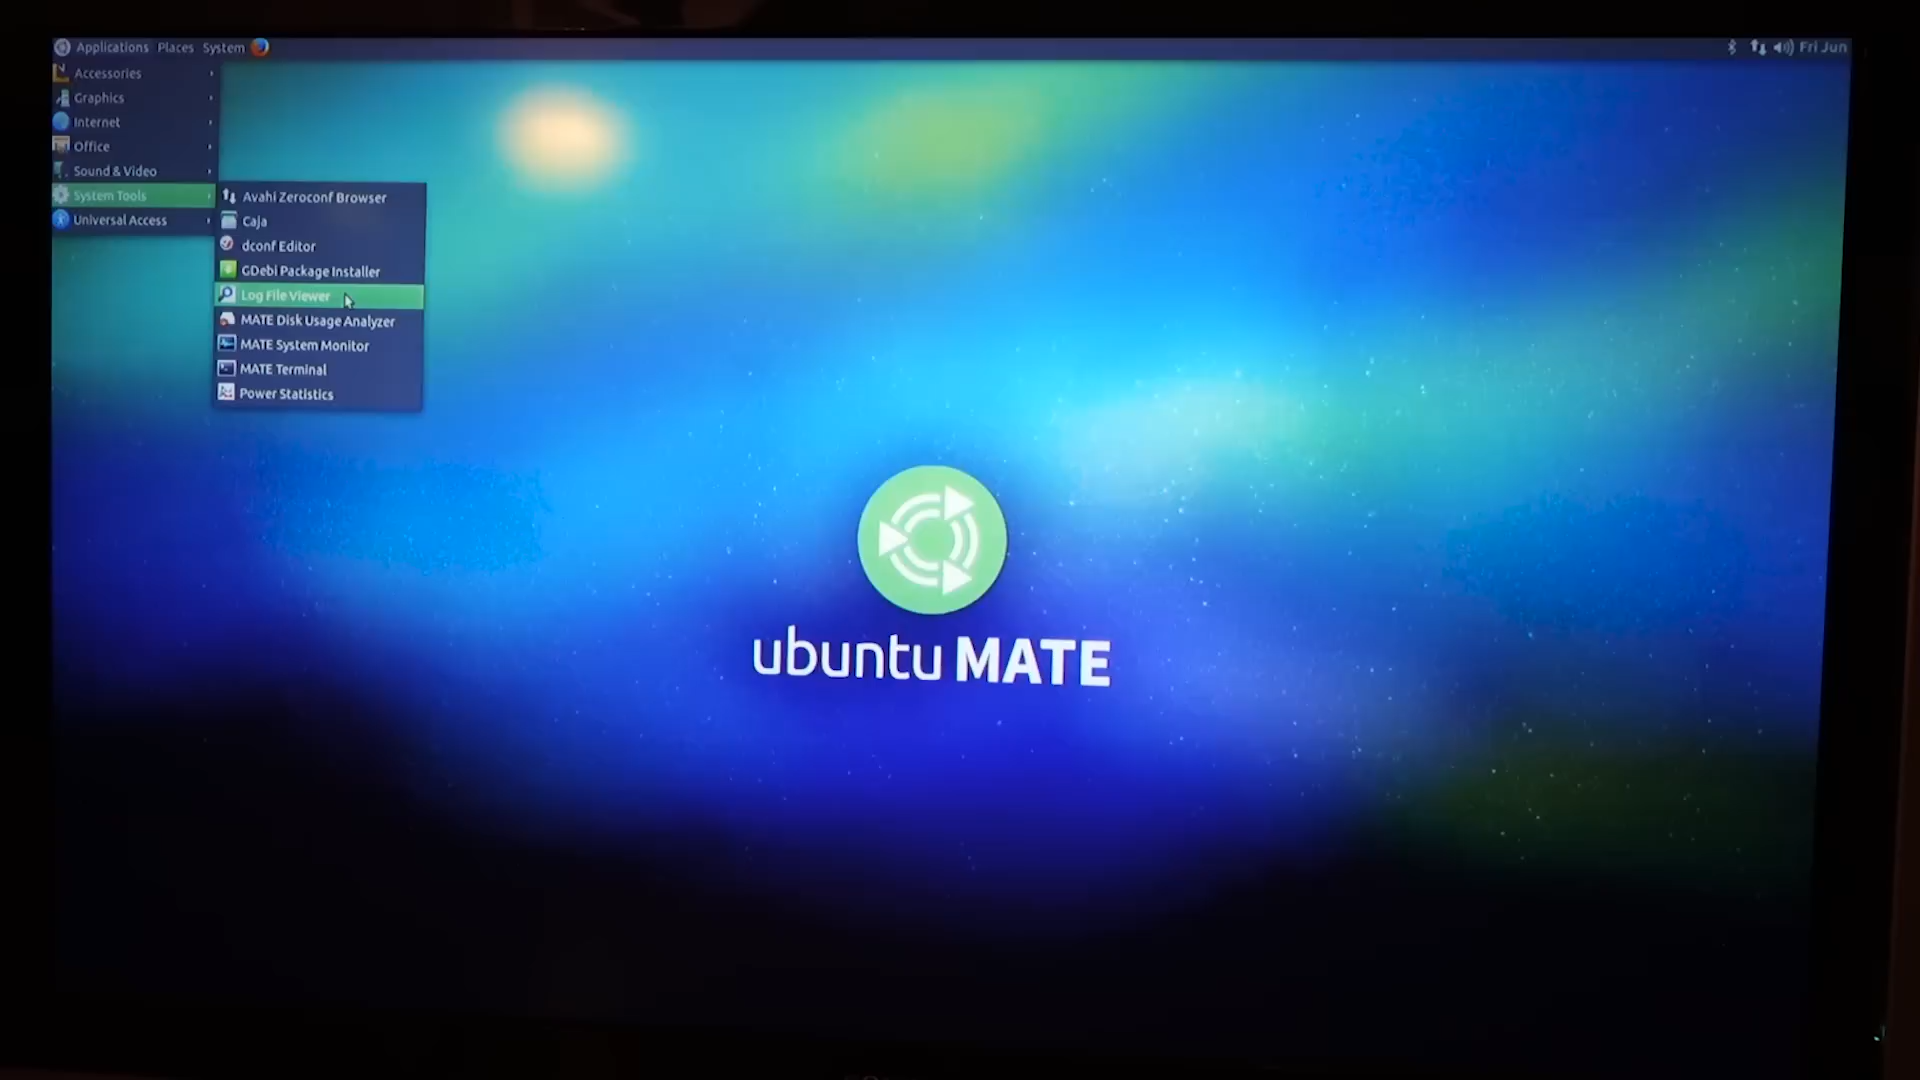 Applications Places System
Fri Jun
Accessories
Graphics
Internet
Office
Sound & Video
System Tools
Universal Access
Avahi Zeroconf Browser
Caja
dconf Editor
GDebi Package Installer
Log File Viewer
MATE Disk Usage Analyzer
MATE System Monitor
MATE Terminal
Power Statistics
ubuntu MATE